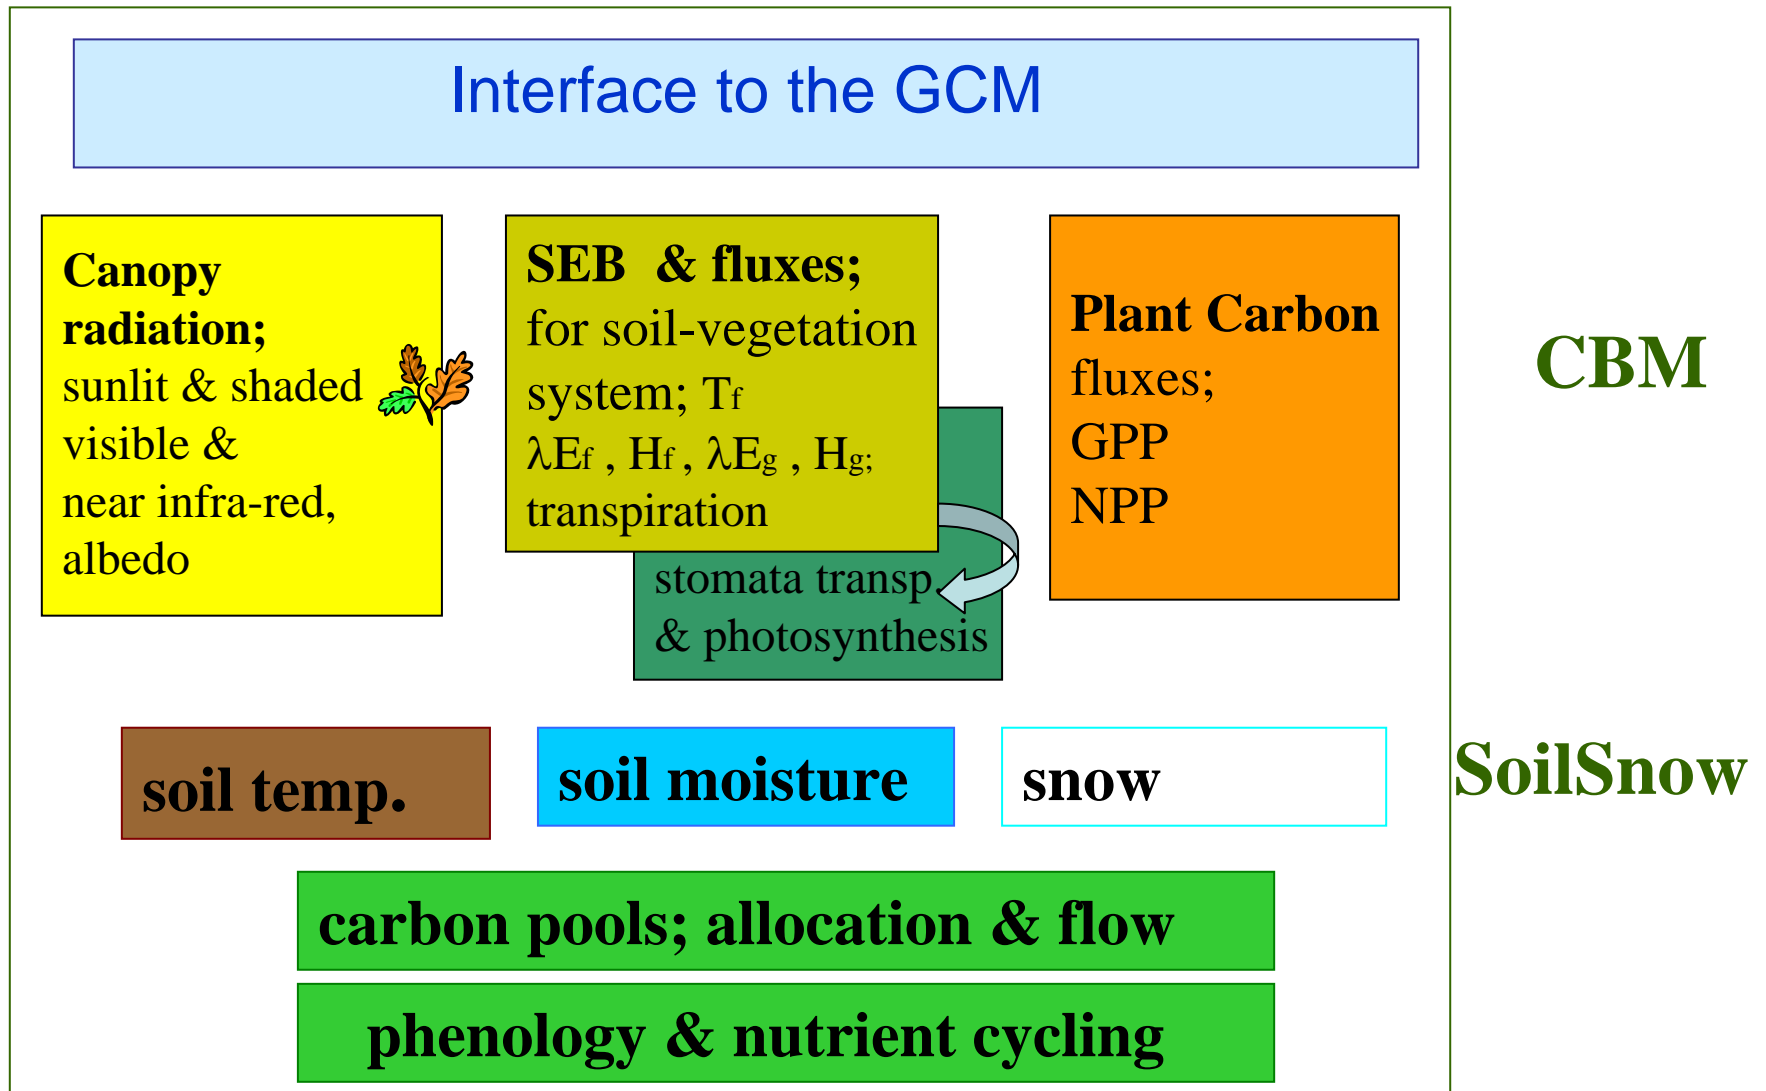 Interface to the GCM
Canopy
radiation;
sunlit & shaded
visible &
near infra-red,
albedo
SEB & fluxes;
for soil-vegetation
system; Tf
λEf , Hf , λEg , Hg;
transpiration
stomata transp.
& photosynthesis
Plant Carbon
fluxes;
GPP
NPP
CBM
soil temp.
soil moisture
snow
SoilSnow
carbon pools; allocation & flow
phenology & nutrient cycling